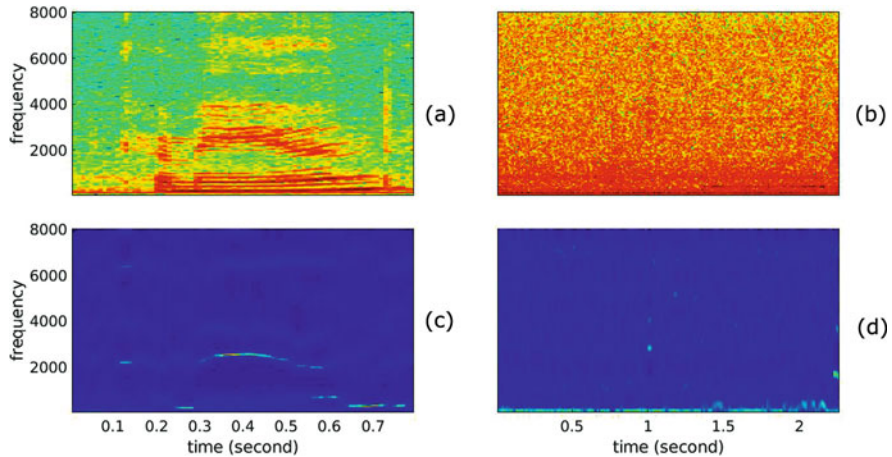 8000
6000
4000
2000
frequency
(a)
(b)
8000
6000
4000
2000
frequency
0.1 0.2 0.3 0.4 0.5 0.6 0.7
time (second)
(c)
0.5 1 1.5 2
time (second)
(d)